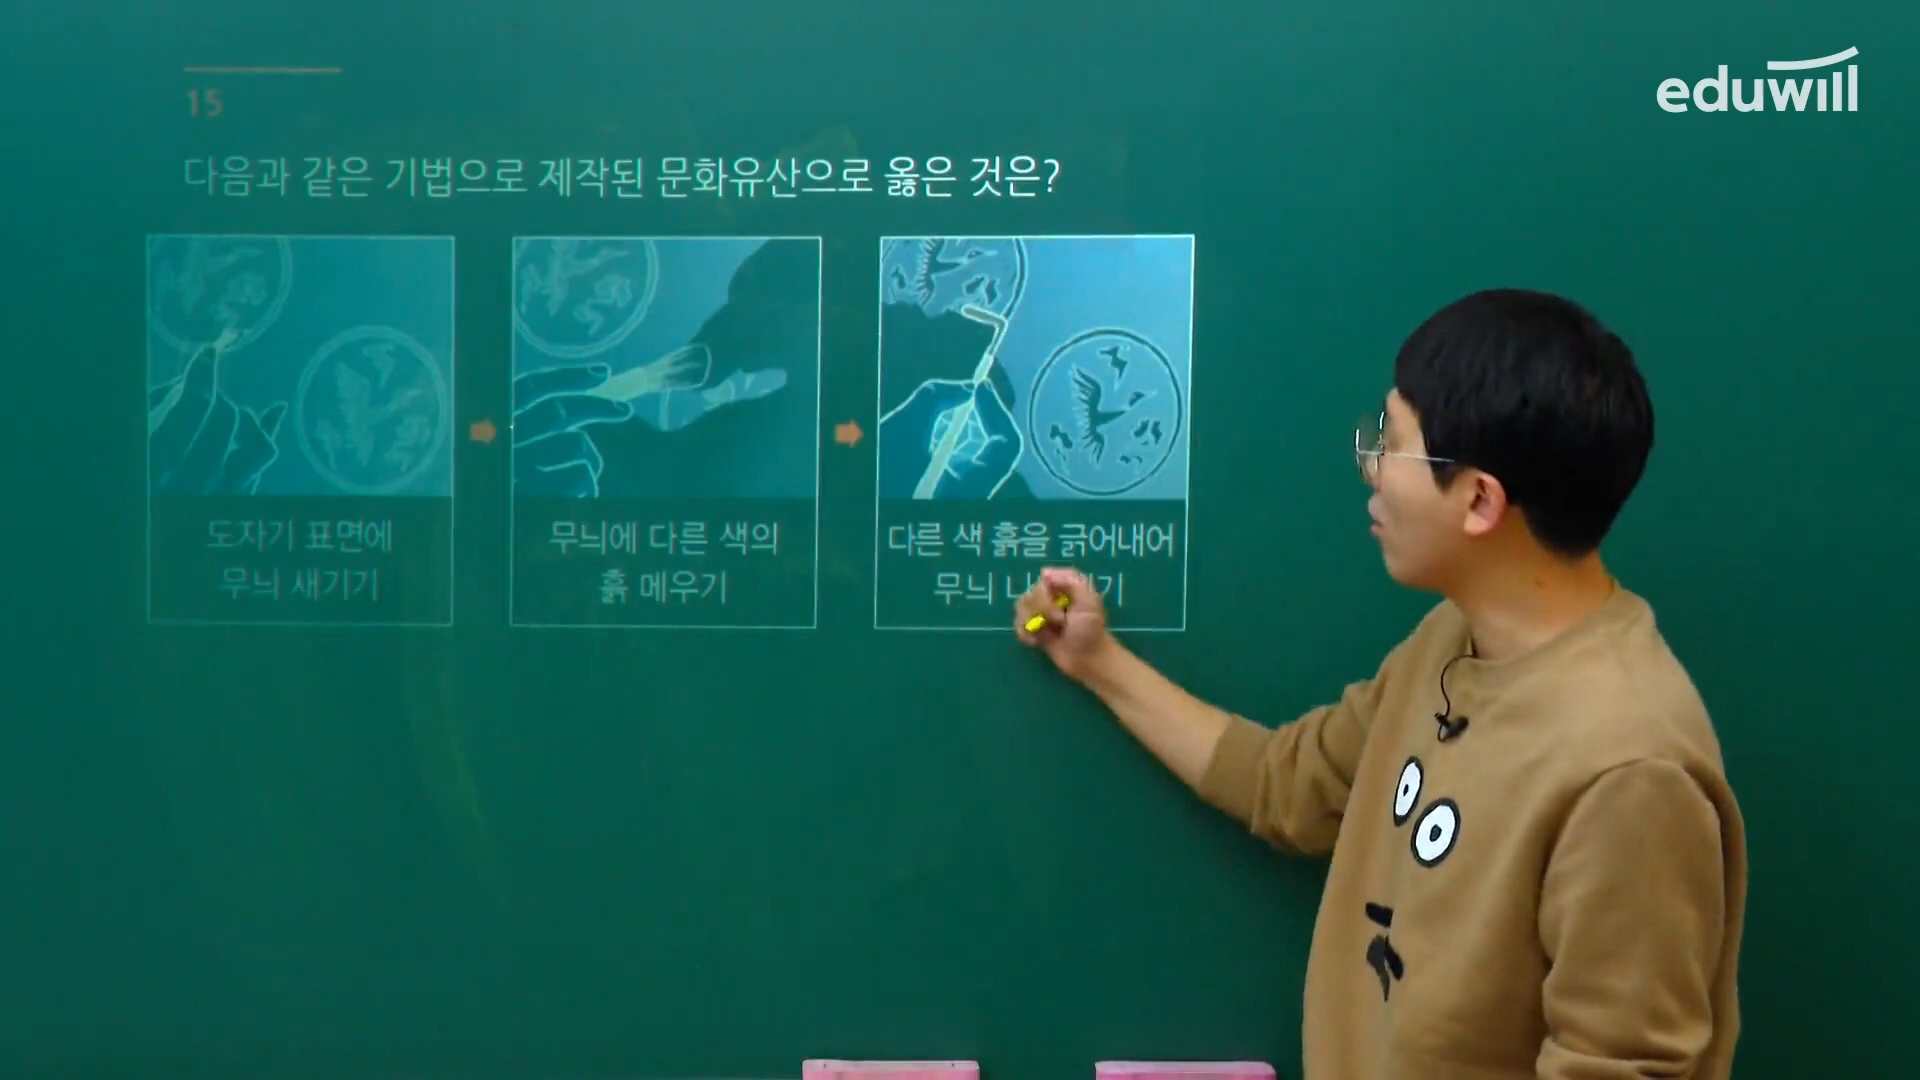 eduwill
15
다음과 같은 기법으로 제작된 문화유산으로 옳은 것은?
도자기 표면에
무늬 새기기
무늬에 다른 색의
흙 메우기
다른 색 흙을 긁어내어
무늬